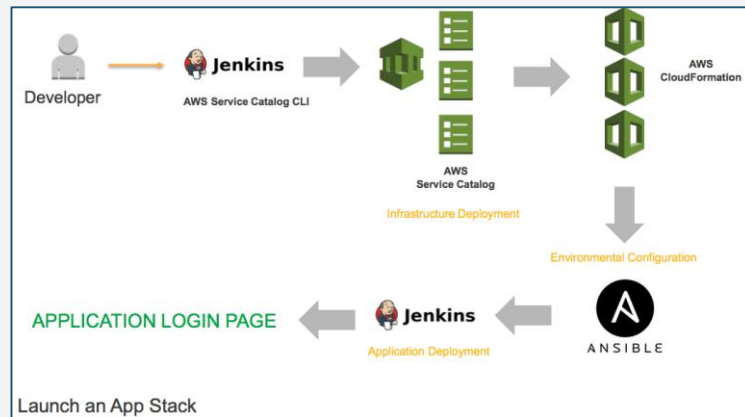 Developer
Jenkins
AWS Service Catalog CLI
AWS
Service Catalog
Infrastructure Deployment
AWS
CloudFormation
Environmental Configuration
A
ANSIBLE
Jenkins
Application Deployment
APPLICATION LOGIN PAGE
Launch an App Stack